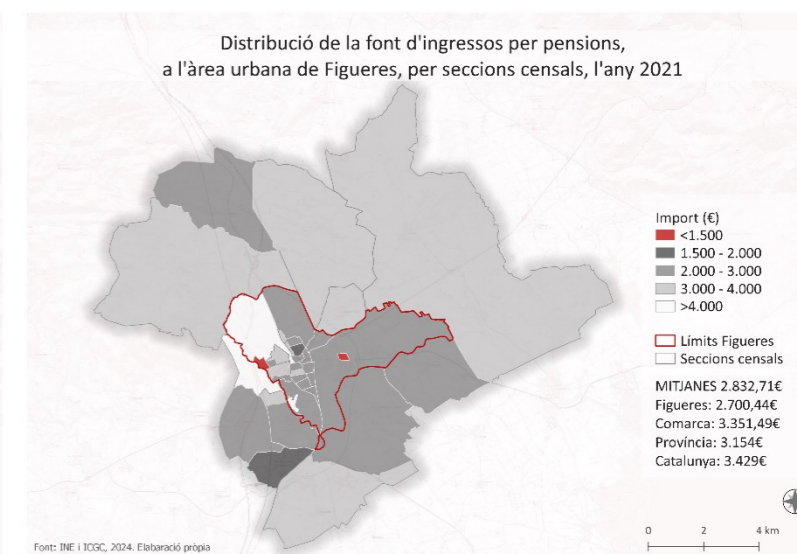 Distribució de la font d'ingressos per pensions,
a l'àrea urbana de Figueres, per seccions censals, l'any 2021
Import (€)
<1.500
1.500 - 2.000
2.000 - 3.000
3.000 - 4.000
>4.000
Límits Figueres
Seccions censals
MITJANES 2.832,71€
Figueres: 2.700,44€
Comarca: 3.351,49€
Província: 3.154€
Catalunya: 3.429€
0 2 4 km
Font: INE i ICGC, 2024. Elabaració pròpia